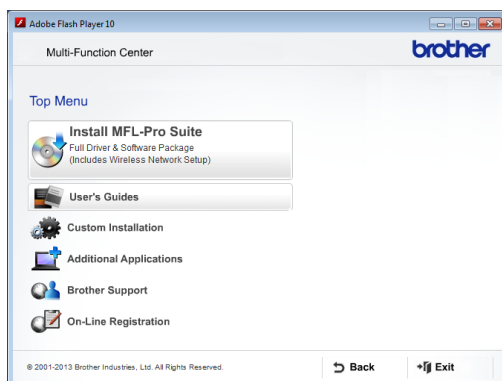 Adobe Flash Player 10
Multi-Function Center
brother
Top Menu
Install MFL-Pro Suite
Full Driver & Software Package
(Includes Wireless Network Setup)
User's Guides
Custom Installation
Additional Applications
Brother Support
On-Line Registration
© 2001-2013 Brother Industries, Ltd. All Rights Reserved.
Back
Exit